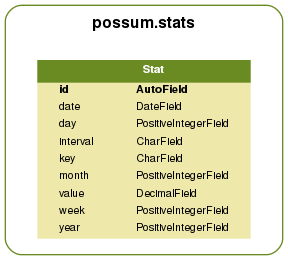 possum.stats
Stat
id AutoField
date DateField
day PositiveIntegerField
interval CharField
key CharField
month PositiveIntegerField
value DecimalField
week PositiveIntegerField
year PositiveIntegerField